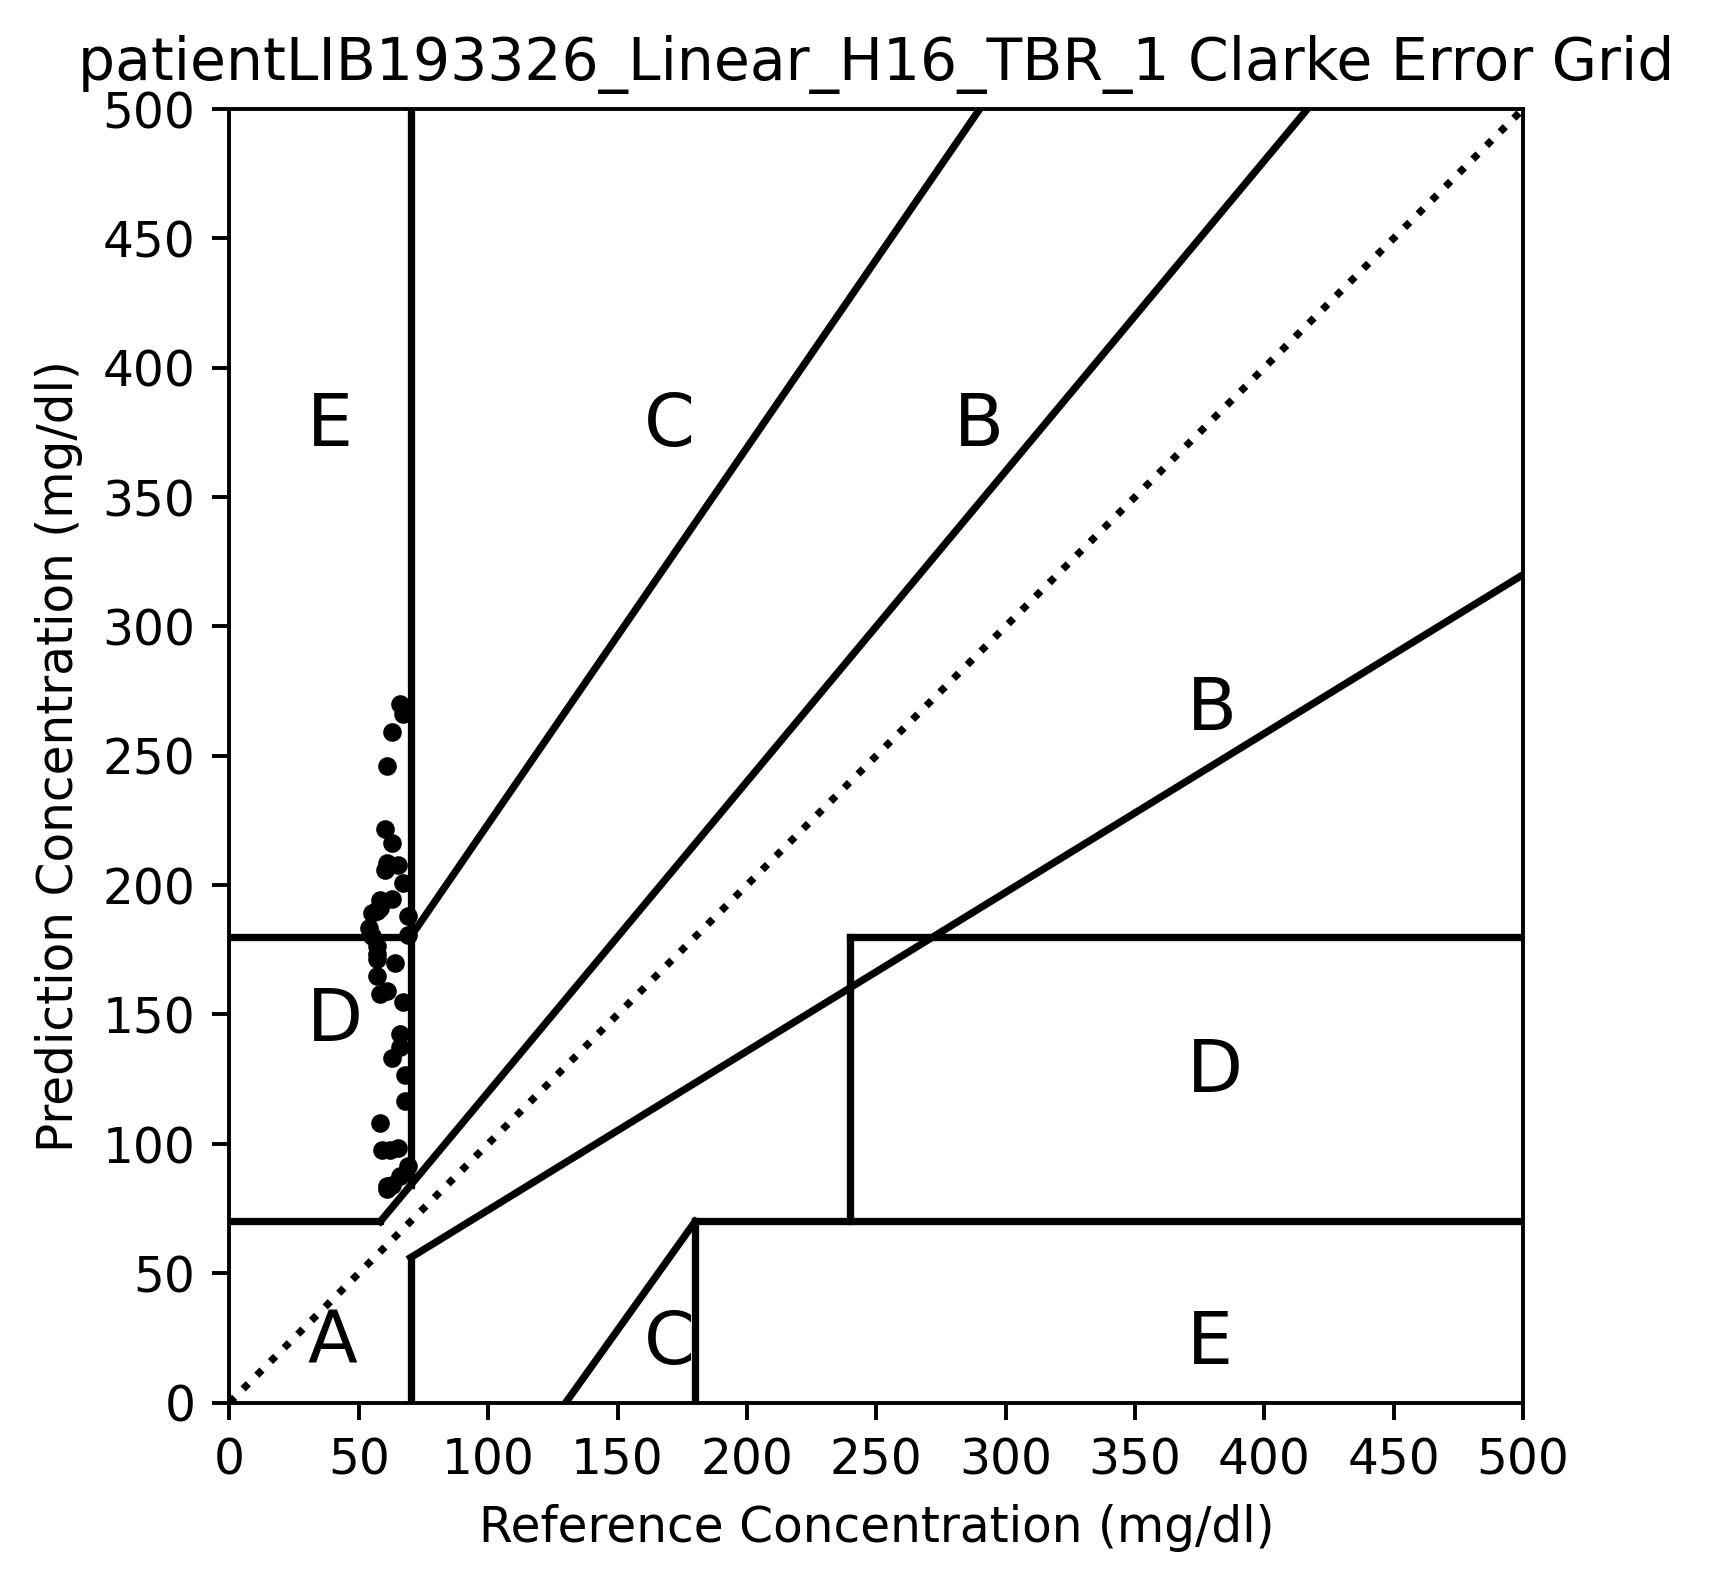 patientLIB193326_Linear_H16_TBR_1 Clarke Error Grid
Prediction Concentration (mg/dl)
500
450
400
350
300
250
200
150
100
50
0
E
C
B
B
D
D
A
C
E
0 50 100 150 200 250 300 350 400 450 500
Reference Concentration (mg/dl)